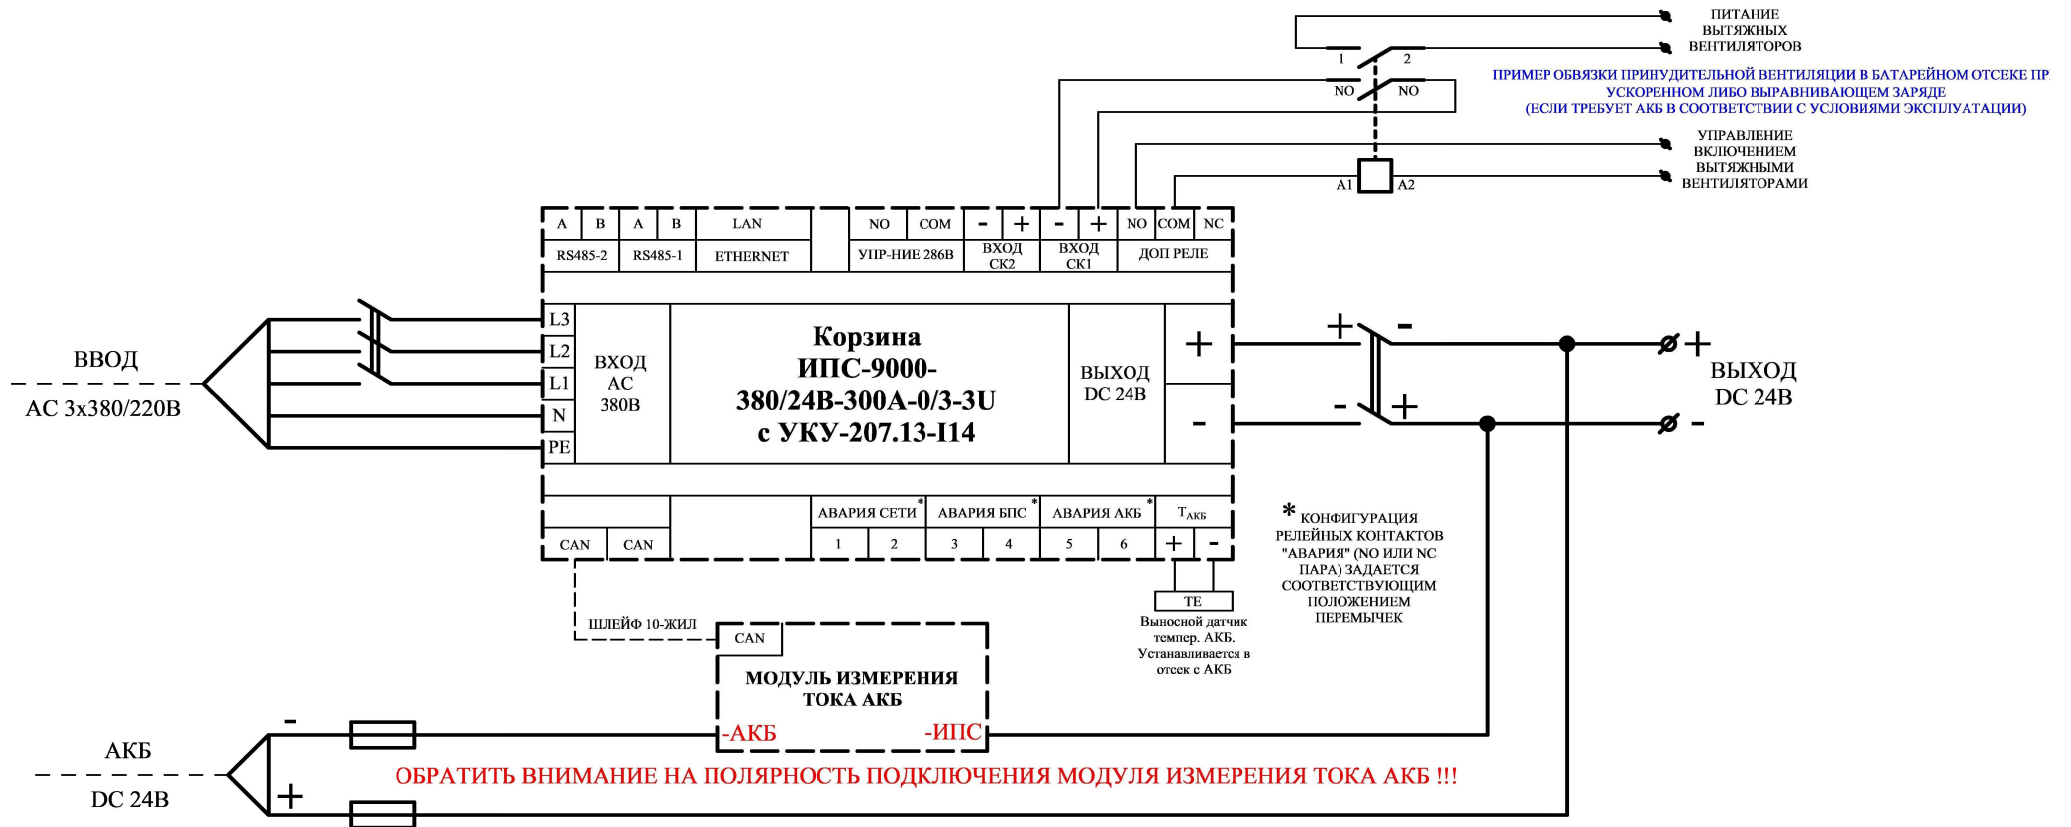 ПИТАНИЕ
ВЫТЯЖНЫХ
ВЕНТИЛЯТОРОВ
1
2
NO
NO
ПРИМЕР ОБВЯЗКИ ПРИНУДИТЕЛЬНОЙ ВЕНТИЛЯЦИИ В БАТАРЕЙНОМ ОТСЕКЕ ПР
УСКОРЕННОМ ЛИБО ВЫРАВНИВАЮЩЕМ ЗАРЯДЕ
(ЕСЛИ ТРЕБУЕТ АКБ В СООТВЕТСТВИИ С УСЛОВИЯМИ ЭКСПЛУАТАЦИИ)
УПРАВЛЕНИЕ
ВКЛЮЧЕНИЕМ
ВЫТЯЖНЫМИ
ВЕНТИЛЯТОРАМИ
A1
A2
A B A B LAN NO COM - + - + NO COM NC
RS485-2 RS485-1 ETHERNET УПР-НИЕ 286В ВХОД ВХОД ДОП РЕЛЕ
СК2 СК1
ВВОД
AC 3х380/220В
L3
L2
L1
N
PE
ВХОД
AC
380В
Корзина
ИПС-9000-
380/24В-300А-0/3-3U
с УКУ-207.13-I14
ВЫХОД
DC 24В
+
-
+ -
- +
+
-
ВЫХОД
DC 24В
АВАРИЯ СЕТИ* АВАРИЯ БПС* АВАРИЯ АКБ* ТАКБ
CAN CAN 1 2 3 4 5 6 + -
TE
Выносной датчик
темпер. АКБ.
Устанавливается в
отсек с АКБ
* КОНФИГУРАЦИЯ
РЕЛЕЙНЫХ КОНТАКТОВ
"АВАРИЯ" (NO ИЛИ NC
ПАРА) ЗАДАЕТСЯ
СООТВЕТСТВУЮЩИМ
ПОЛОЖЕНИЕМ
ПЕРЕМЫЧЕК
ШЛЕЙФ 10-ЖИЛ
CAN
МОДУЛЬ ИЗМЕРЕНИЯ
ТОКА АКБ
-АКБ -ИПС
АКБ
DC 24В
-
+
ОБРАТИТЬ ВНИМАНИЕ НА ПОЛЯРНОСТЬ ПОДКЛЮЧЕНИЯ МОДУЛЯ ИЗМЕРЕНИЯ ТОКА АКБ !!!